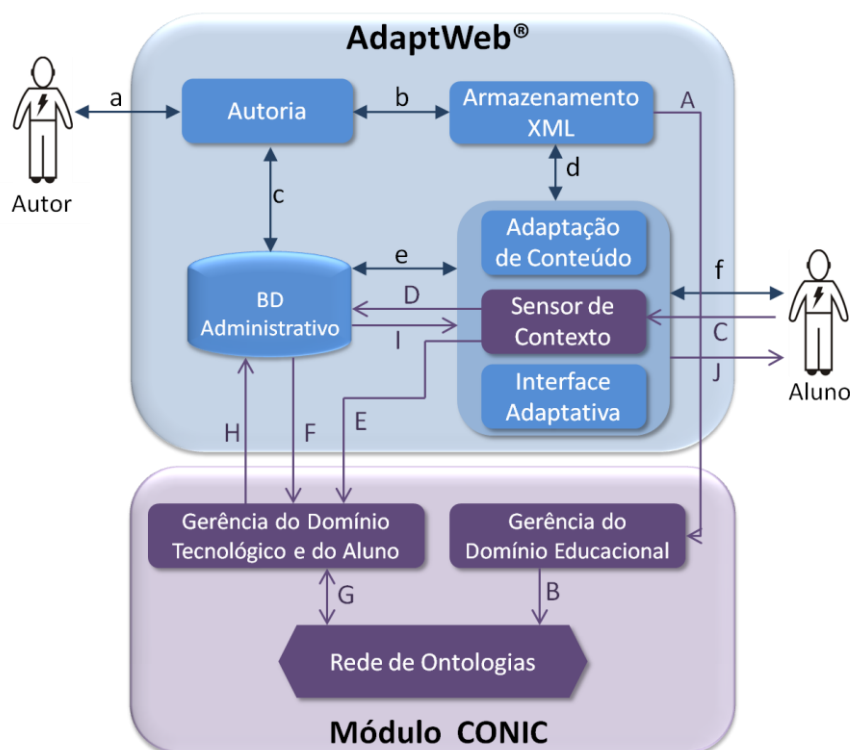 AdaptWeb®
a
Autoria
b
Armazenamento
XML
A
Autor
c
d
Adaptação
de Conteúdo
e
f
BD
Administrativo
D
Sensor de
Contexto
I
C
J
Aluno
Interface
Adaptativa
H
F
E
Gerência do Domínio
Tecnológico e do Aluno
Gerência do
Domínio Educacional
G
B
Rede de Ontologias
Módulo CONIC